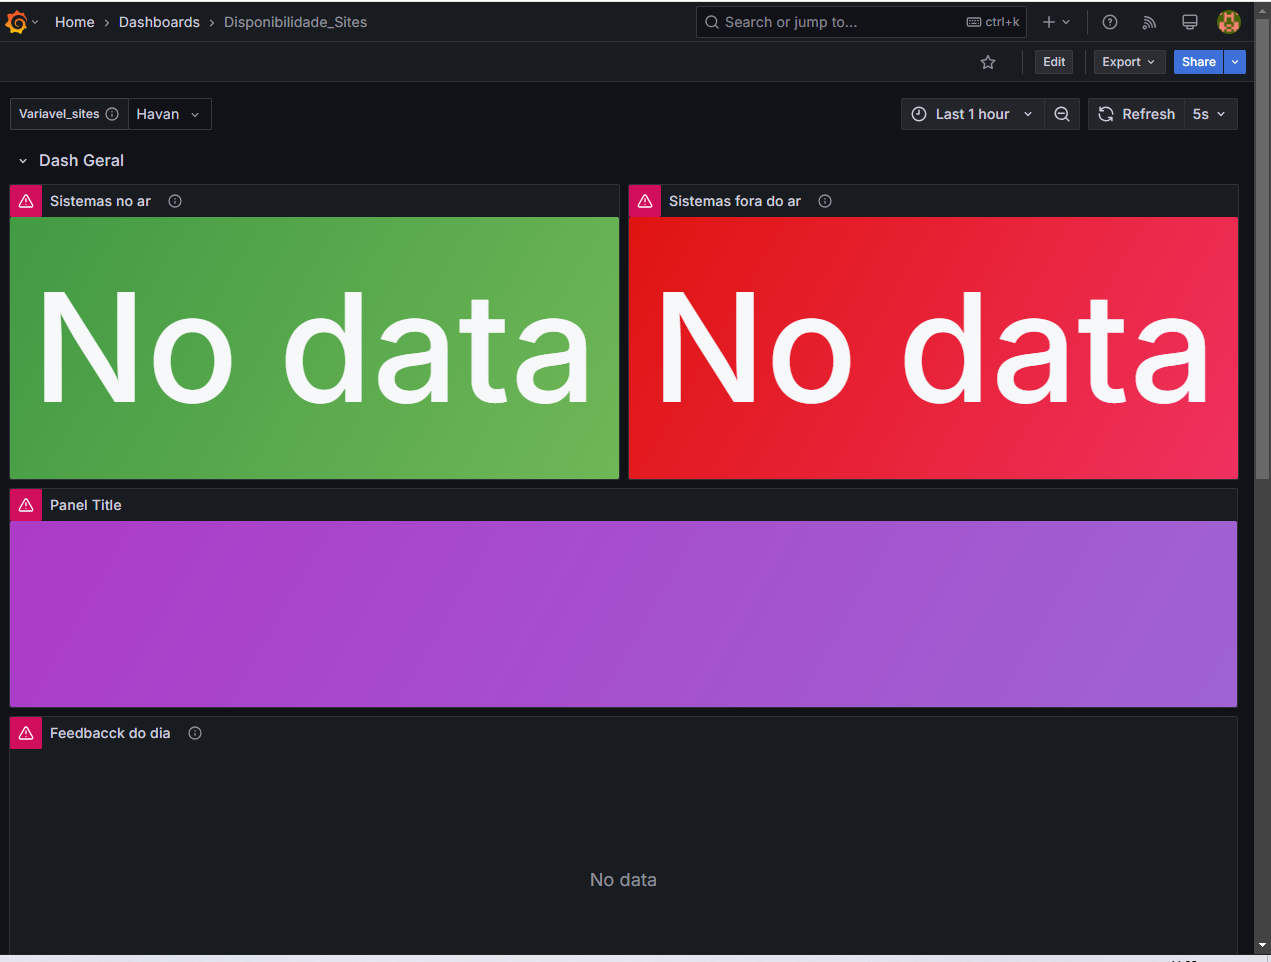 Home > Dashboards > Disponibilidade_Sites
Search or jump to... ctrl+k
Edit Export Share
Variavel_sites Havan Last 1 hour Refresh 5s
Dash Geral
Sistemas no ar
No data
Sistemas fora do ar
No data
Panel Title
Feedbacck do dia
No data